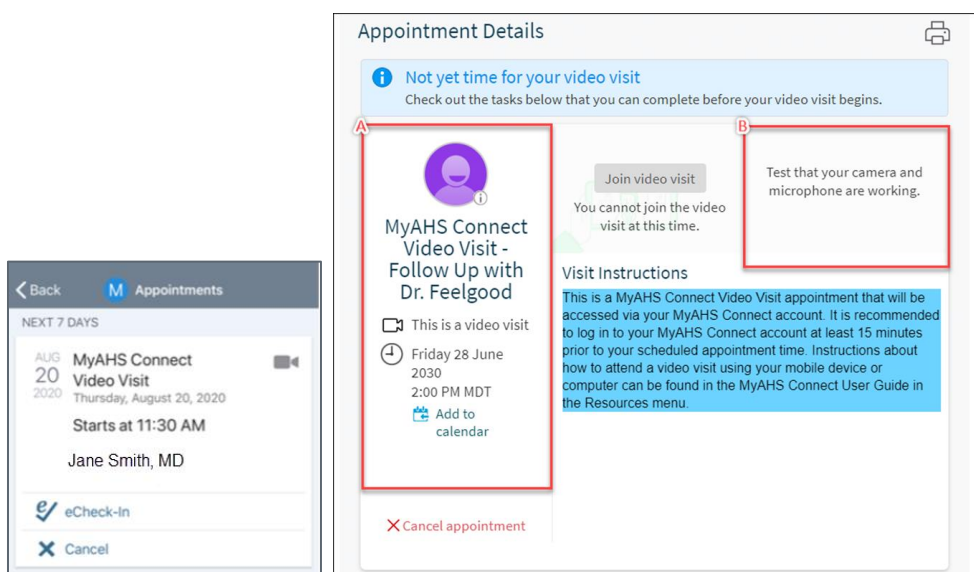 Back
M Appointments
NEXT 7 DAYS
AUG
20
2020
MyAHS Connect
Video Visit
Thursday, August 20, 2020
Starts at 11:30 AM
Jane Smith, MD
eCheck-In
Cancel
Appointment Details
Not yet time for your video visit
Check out the tasks below that you can complete before your video visit begins.
A
MyAHS Connect
Video Visit -
Follow Up with
Dr. Feelgood
This is a video visit
Friday 28 June
2030
2:00 PM MDT
Add to
calendar
Cancel appointment
Join video visit
You cannot join the video
visit at this time.
B
Test that your camera and
microphone are working.
Visit Instructions
This is a MyAHS Connect Video Visit appointment that will be
accessed via your MyAHS Connect account. It is recommended
to log in to your MyAHS Connect account at least 15 minutes
prior to your scheduled appointment time. Instructions about
how to attend a video visit using your mobile device or
computer can be found in the MyAHS Connect User Guide in
the Resources menu.